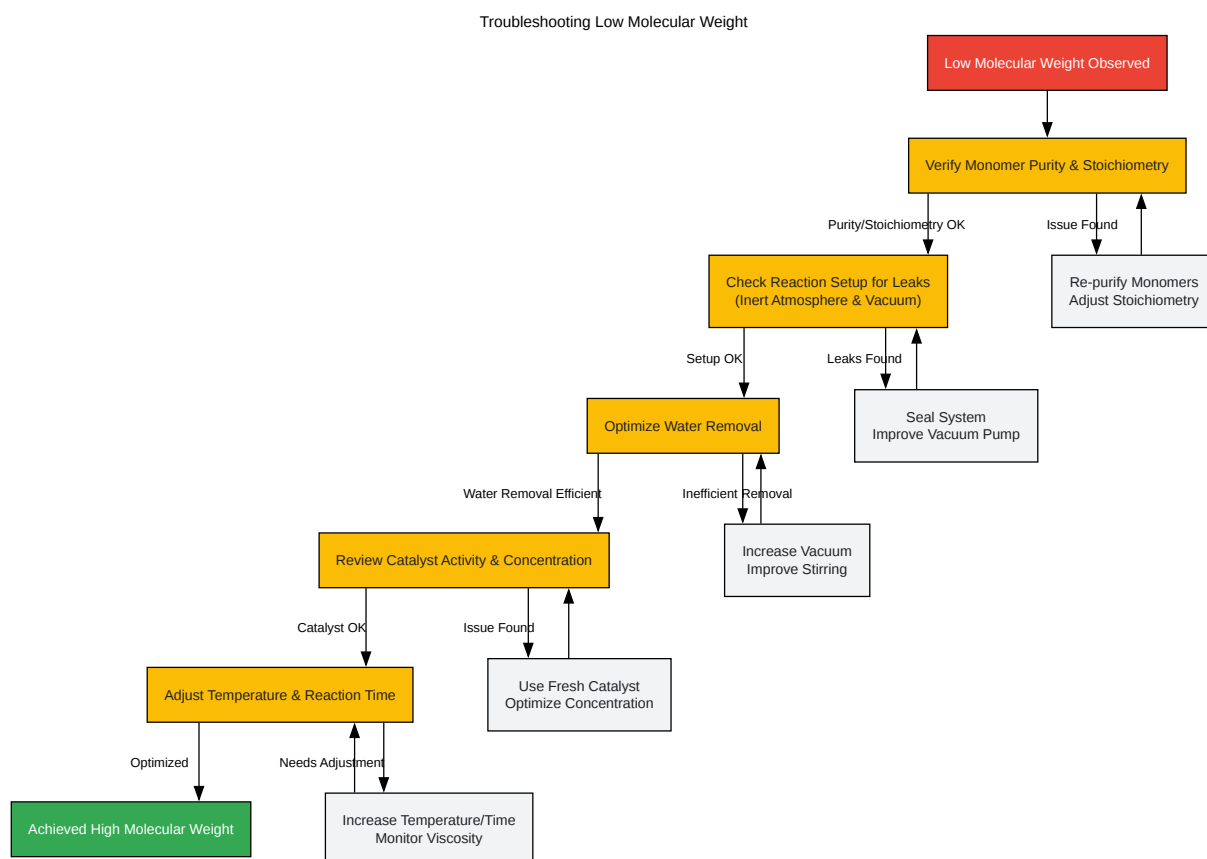 Troubleshooting Low Molecular Weight
Low Molecular Weight Observed
Verify Monomer Purity & Stoichiometry
Purity/Stoichiometry OK
Issue Found
Check Reaction Setup for Leaks
(Inert Atmosphere & Vacuum)
Re-purify Monomers
Adjust Stoichiometry
Setup OK
Leaks Found
Optimize Water Removal
Seal System
Improve Vacuum Pump
Water Removal Efficient
Inefficient Removal
Review Catalyst Activity & Concentration
Increase Vacuum
Improve Stirring
Catalyst OK
Issue Found
Adjust Temperature & Reaction Time
Use Fresh Catalyst
Optimize Concentration
Optimized
Needs Adjustment
Achieved High Molecular Weight
Increase Temperature/Time
Monitor Viscosity